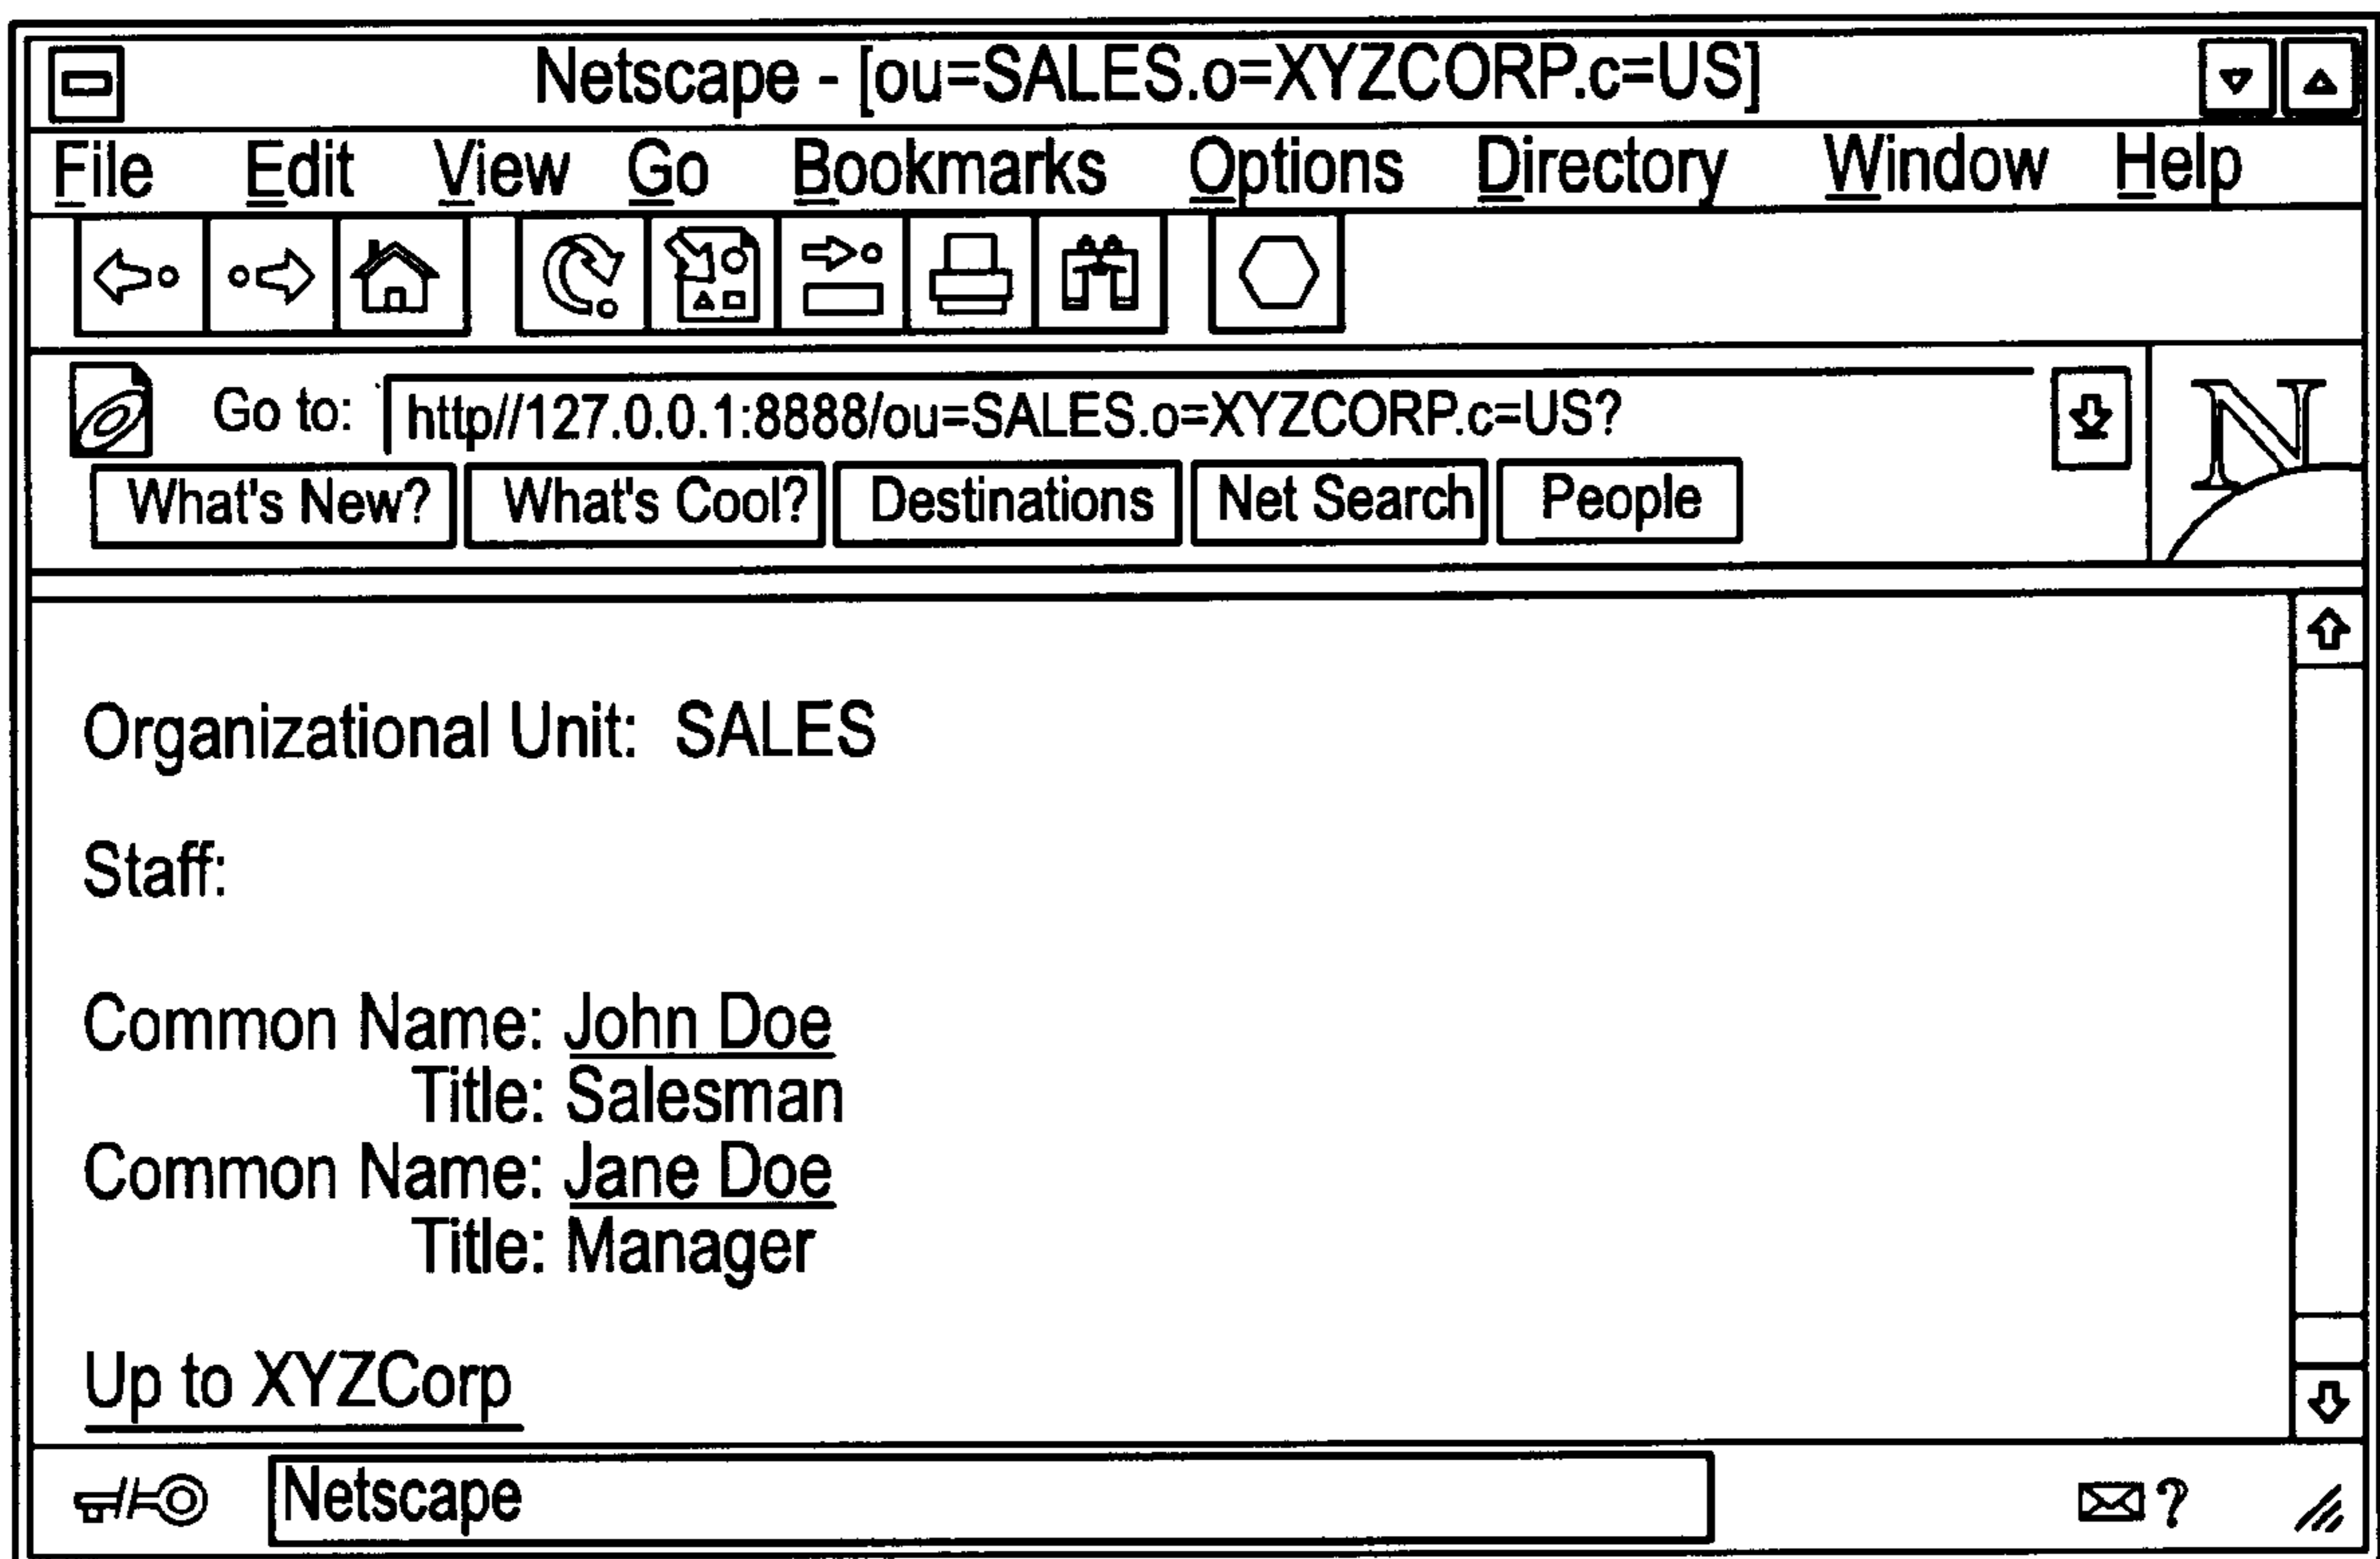 Netscape - [ou=SALES.o=XYZCORP.c=US]
File Edit View Go Bookmarks Options Directory Window Help
Go to: http//127.0.0.1:8888/ou=SALES.o=XYZCORP.c=US?
N
What's New? What's Cool? Destinations Net Search People
Organizational Unit: SALES
Staff:
Common Name: John Doe
Title: Salesman
Common Name: Jane Doe
Title: Manager
Up to XYZCorp
Netscape ?